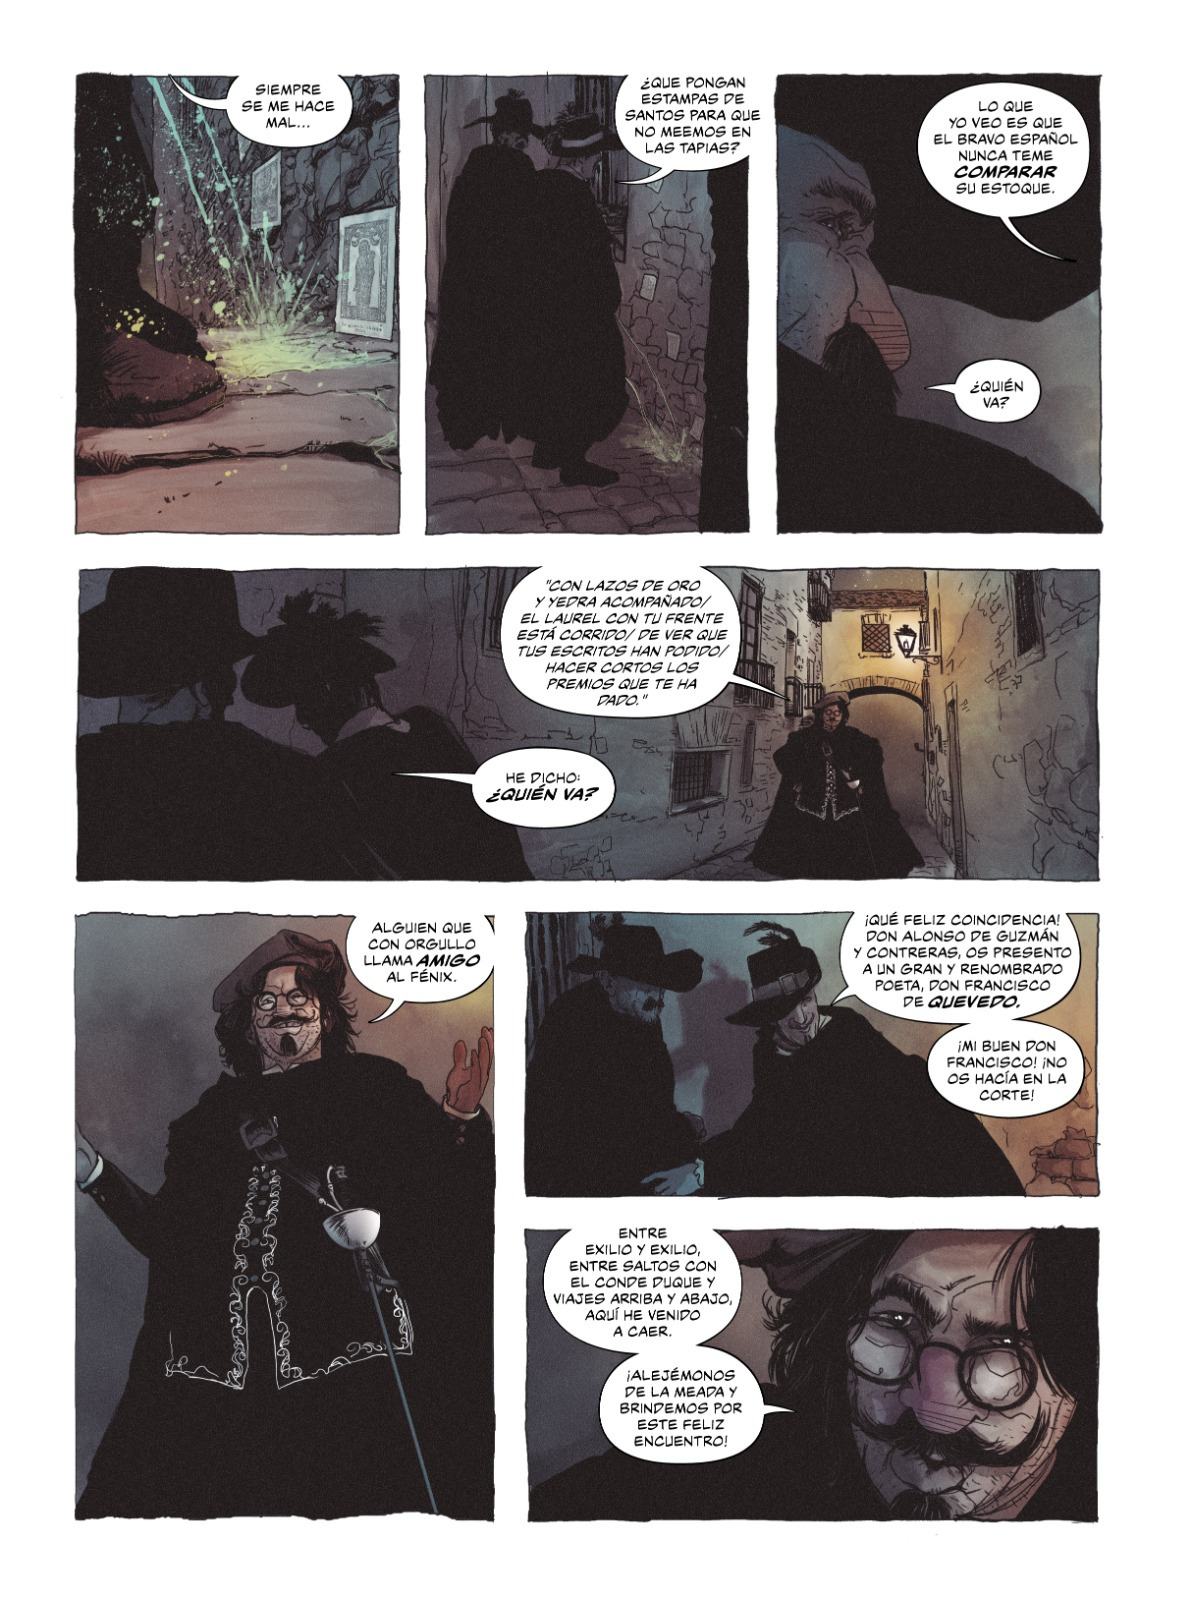 SIEMPRE
SE ME HACE
MAL...
¿QUE PONGAN
ESTAMPAS DE
SANTOS PARA QUE
NO MEEMOS EN
LAS TAPIAS?
LO QUE
YO VEO ES QUE
EL BRAVO ESPAÑOL
NUNCA TEME
COMPARAR
SU ESTOQUE.
¿QUIÉN
VA?
"CON LAZOS DE ORO
Y YEDRA ACOMPAÑADO/
EL LAUREL CON TU FRENTE
ESTÁ CORRIDO/ DE VER QUE
TUS ESCRITOS HAN PODIDO/
HACER CORTOS LOS
PREMIOS QUE TE HA
DADO."
HE DICHO:
¿QUIÉN VA?
ALGUIEN QUE
CON ORGULLO
LLAMA AMIGO
AL FÉNIX.
¡QUÉ FELIZ COINCIDENCIA!
DON ALONSO DE GUZMÁN
Y CONTRERAS, OS PRESENTO
A UN GRAN Y RENOMBRADO
POETA, DON FRANCISCO
DE QUEVEDO.
¡MI BUEN DON
FRANCISCO! ¡NO
OS HACÍA EN LA
CORTE!
ENTRE
EXILIO Y EXILIO,
ENTRE SALTOS CON
EL CONDE DUQUE Y
VIAJES ARRIBA Y ABAJO,
AQUÍ HE VENIDO
A CAER.
¡ALEJÉMONOS
DE LA MEADA Y
BRINDEMOS POR
ESTE FELIZ
ENCUENTRO!